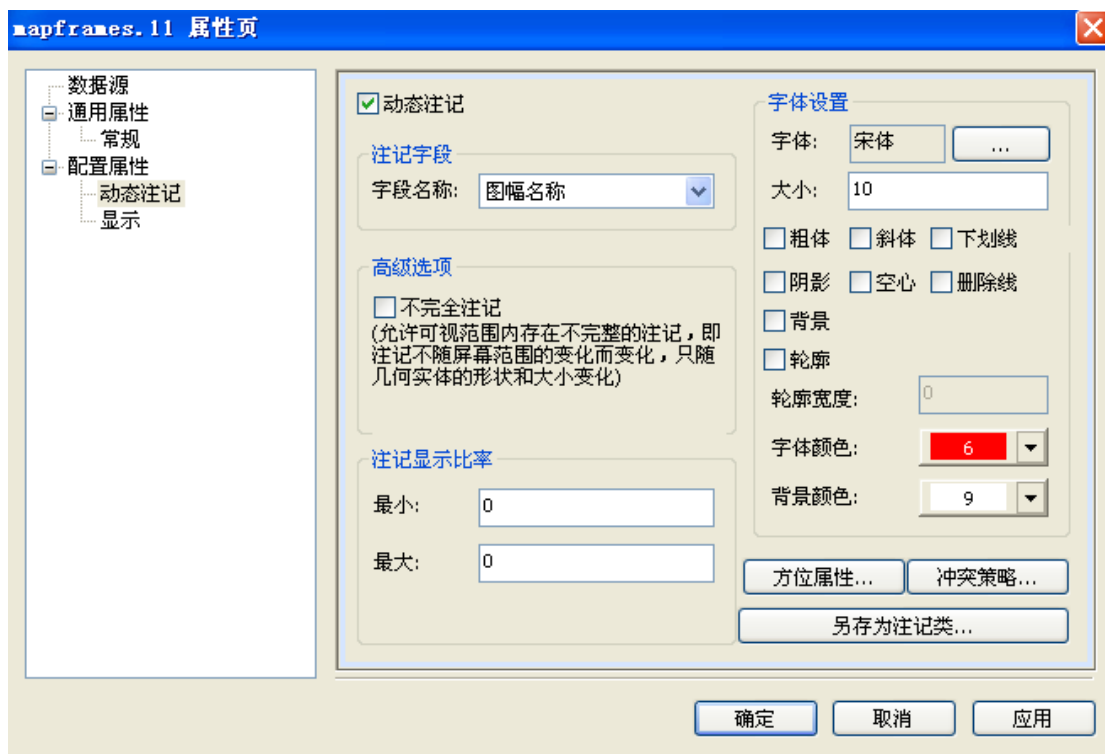 mapframes.11 属性页
数据源
通用属性
常规
配置属性
动态注记
显示
动态注记
注记字段
字段名称: 图幅名称
高级选项
不完全注记
(允许可视范围内存在不完整的注记，即
注记不随屏幕范围的变化而变化，只随
几何实体的形状和大小变化)
注记显示比率
最小: 0
最大: 0
字体设置
字体: 宋体 ...
大小: 10
粗体 斜体 下划线
阴影 空心 删除线
背景
轮廓
轮廓宽度: 0
字体颜色: 6
背景颜色: 9
方位属性... 冲突策略...
另存为注记类...
确定 取消 应用